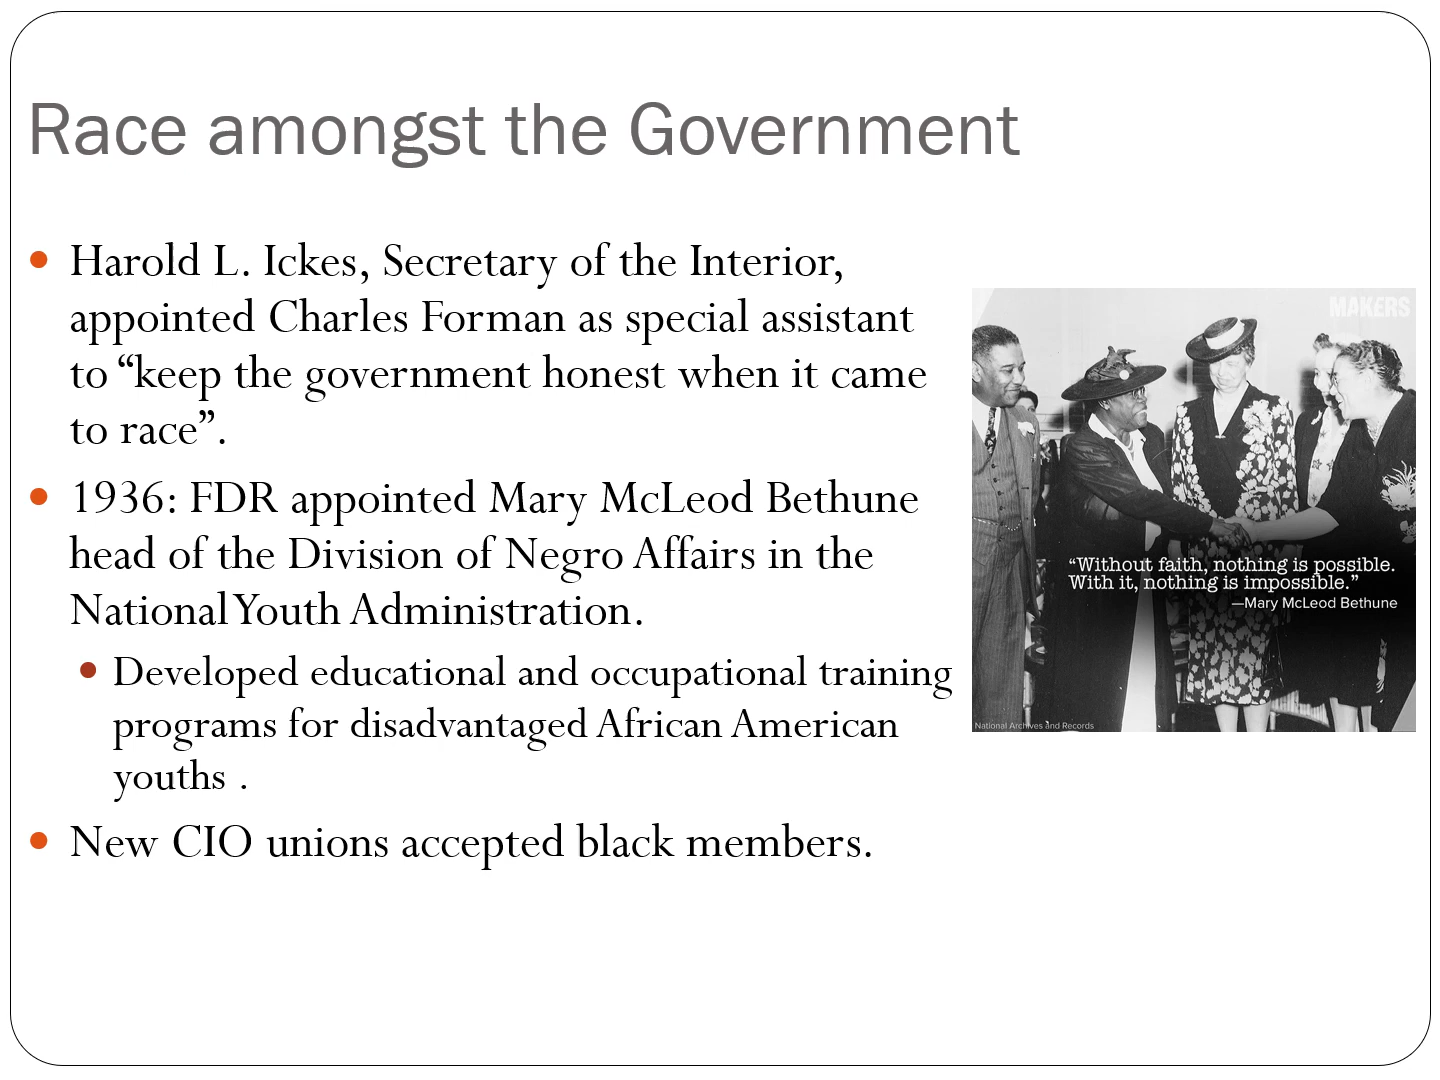 Race amongst the Government
Harold L. Ickes, Secretary of the Interior,
appointed Charles Forman as special assistant
to “keep the government honest when it came
to race”.
1936: FDR appointed Mary McLeod Bethune
head of the Division of Negro Affairs in the
National Youth Administration.
Developed educational and occupational training
programs for disadvantaged African American
youths .
New CIO unions accepted black members.
MAKERS
“Without faith, nothing is possible.
With it, nothing is impossible.”
—Mary McLeod Bethune
National Archives and Records